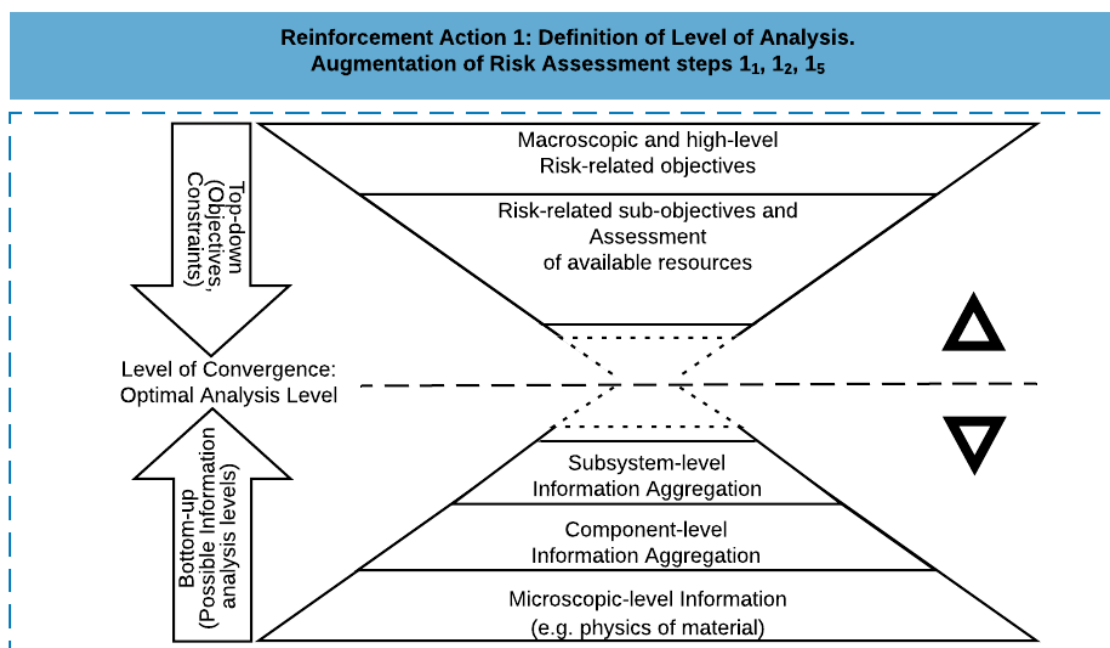 Reinforcement Action 1: Definition of Level of Analysis.
Augmentation of Risk Assessment steps 1₁, 1₂, 1₅
Macroscopic and high-level
Risk-related objectives
Top-down
(Objectives,
Constraints)
Risk-related sub-objectives and
Assessment
of available resources
Level of Convergence:
Optimal Analysis Level
Bottom-up
(Possible Information
analysis levels)
Subsystem-level
Information Aggregation
Component-level
Information Aggregation
Microscopic-level Information
(e.g. physics of material)